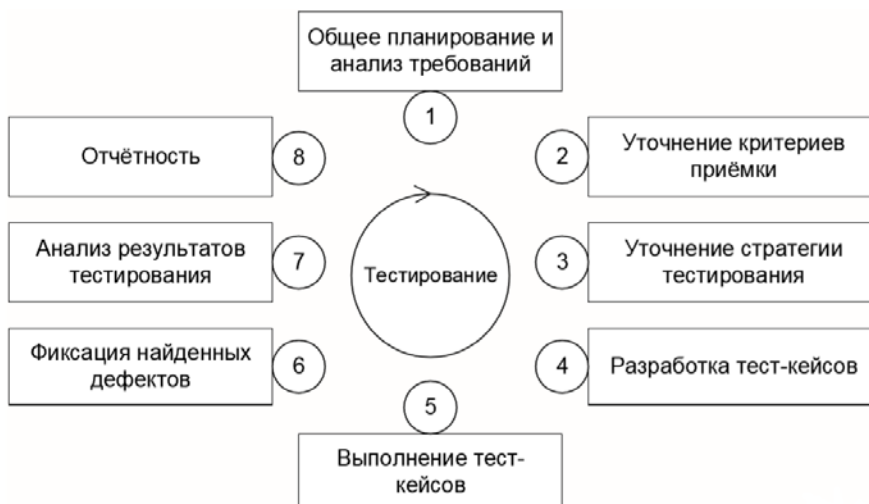 Общее планирование и
анализ требований
1
2
Уточнение критериев
приёмки
3
Уточнение стратегии
тестирования
4
Разработка тест-кейсов
5
Выполнение тест-
кейсов
6
Фиксация найденных
дефектов
7
Анализ результатов
тестирования
8
Отчётность
Тестирование